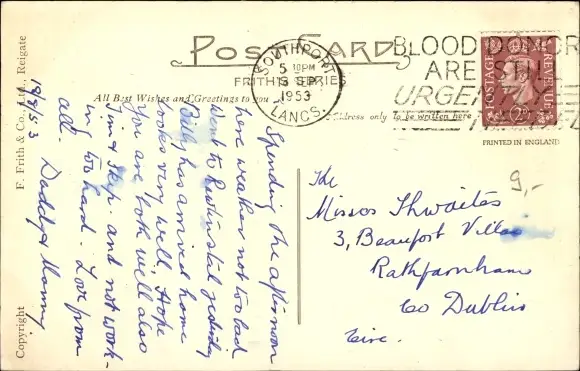 Post Card
FRITH'S SERIES
All Best Wishes and Greetings to you
Address only to be written here
SOUTHPORT
5 PM
SEP
1953
LANCS.
BLOOD DONORS
ARE STILL
URGENTLY
POSTAGE REVENUE
PRINTED IN ENGLAND
9,-
The
Misses Thwaites
3, Beaufort Villas
Rathfarnham
Co Dublin
Eire.
Spending the afternoon
here weather not too bad
Went to yesterday
Billy has arrived home
looks very well, Hope
you are both well also
and not work-
ing too hard. Love from
all. Daddy & Mammy
F. Frith & Co., Ltd., Reigate
Copyright